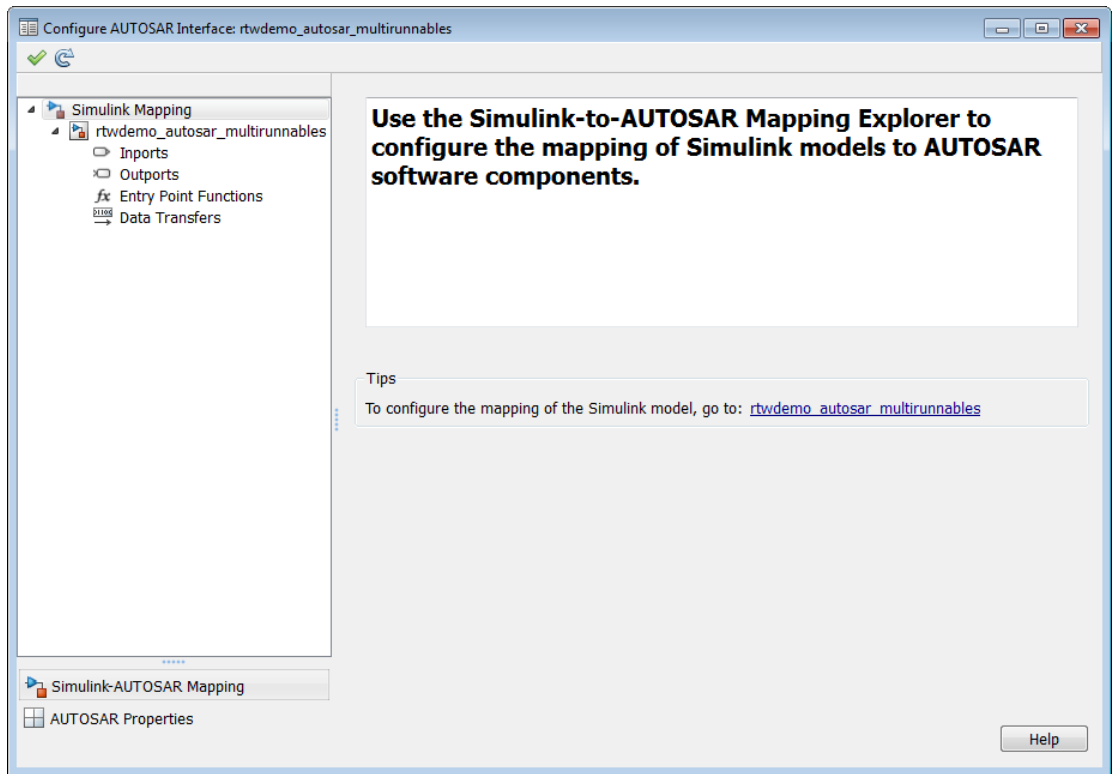 Configure AUTOSAR Interface: rtwdemo_autosar_multirunnables
Simulink Mapping
rtwdemo_autosar_multirunnables
Inports
Outports
fx Entry Point Functions
Data Transfers
Use the Simulink-to-AUTOSAR Mapping Explorer to
configure the mapping of Simulink models to AUTOSAR
software components.
Tips
To configure the mapping of the Simulink model, go to: rtwdemo_autosar_multirunnables
Simulink-AUTOSAR Mapping
AUTOSAR Properties
Help